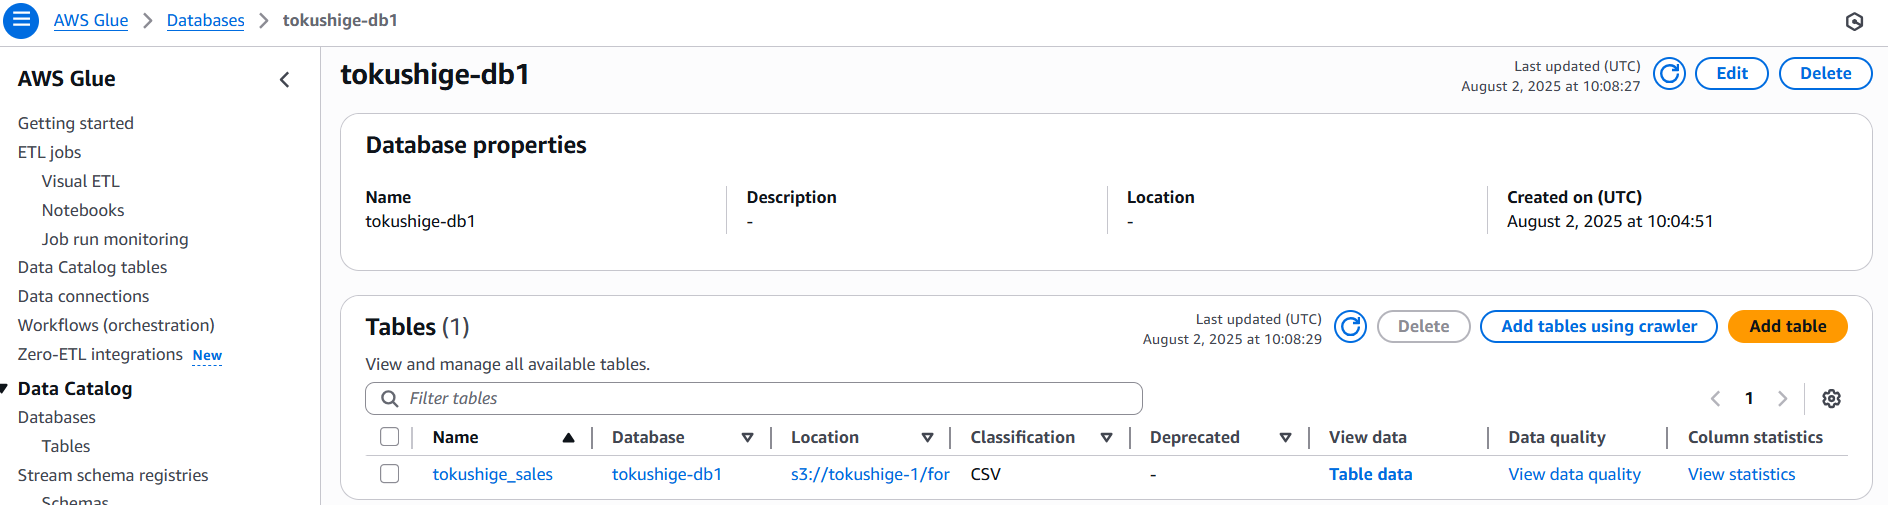 AWS Glue > Databases > tokushige-db1
AWS Glue
Getting started
ETL jobs
Visual ETL
Notebooks
Job run monitoring
Data Catalog tables
Data connections
Workflows (orchestration)
Zero-ETL integrations New
Data Catalog
Databases
Tables
Stream schema registries
Schemas
tokushige-db1
Last updated (UTC)
August 2, 2025 at 10:08:27
Edit
Delete
Database properties
Name Description Location Created on (UTC)
tokushige-db1 - - August 2, 2025 at 10:04:51
Tables (1)
Last updated (UTC)
August 2, 2025 at 10:08:29
Delete
Add tables using crawler
Add table
View and manage all available tables.
Filter tables
1
Name Database Location Classification Deprecated View data Data quality Column statistics
tokushige_sales tokushige-db1 s3://tokushige-1/for CSV - Table data View data quality View statistics